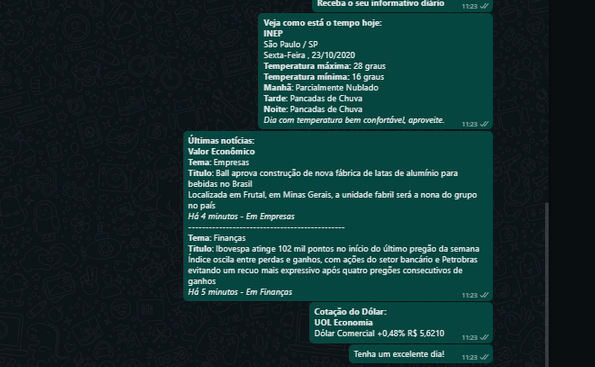 Receba o seu informativo diário
11:23
Veja como está o tempo hoje:
INEP
São Paulo / SP
Sexta-Feira , 23/10/2020
Temperatura máxima: 28 graus
Temperatura mínima: 16 graus
Manhã: Parcialmente Nublado
Tarde: Pancadas de Chuva
Noite: Pancadas de Chuva
Dia com temperatura bem confortável, aproveite.
11:23
Últimas notícias:
Valor Econômico
Tema: Empresas
Titulo: Ball aprova construção de nova fábrica de latas de alumínio para
bebidas no Brasil
Localizada em Frutal, em Minas Gerais, a unidade fabril será a nona do grupo
no país
Há 4 minutos - Em Empresas
----------------------------------------------
Tema: Finanças
Titulo: Ibovespa atinge 102 mil pontos no início do último pregão da semana
Índice oscila entre perdas e ganhos, com ações do setor bancário e Petrobras
evitando um recuo mais expressivo após quatro pregões consecutivos de
ganhos
Há 5 minutos - Em Finanças
11:23
Cotação do Dólar:
UOL Economia
Dólar Comercial +0,48% R$ 5,6210
11:23
Tenha um excelente dia!
11:23